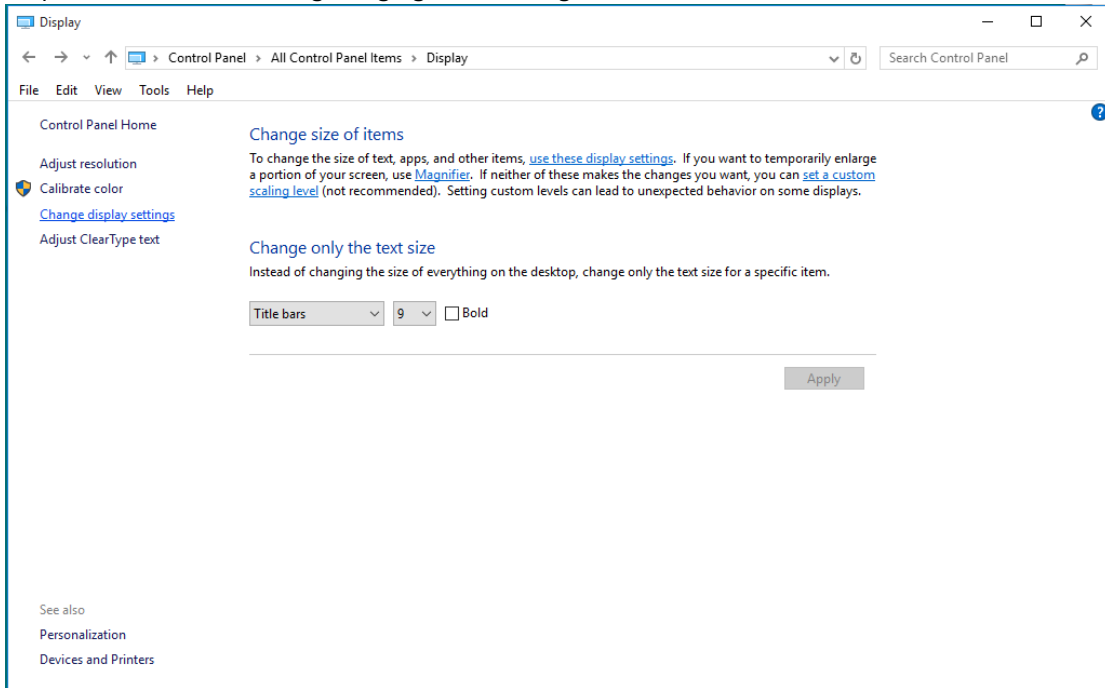 Display
Control Panel > All Control Panel Items > Display
Search Control Panel
File Edit View Tools Help
?
Control Panel Home
Adjust resolution
Calibrate color
Change display settings
Adjust ClearType text
Change size of items
To change the size of text, apps, and other items, use these display settings. If you want to temporarily enlarge
a portion of your screen, use Magnifier. If neither of these makes the changes you want, you can set a custom
scaling level (not recommended). Setting custom levels can lead to unexpected behavior on some displays.
Change only the text size
Instead of changing the size of everything on the desktop, change only the text size for a specific item.
Title bars 9 Bold
Apply
See also
Personalization
Devices and Printers